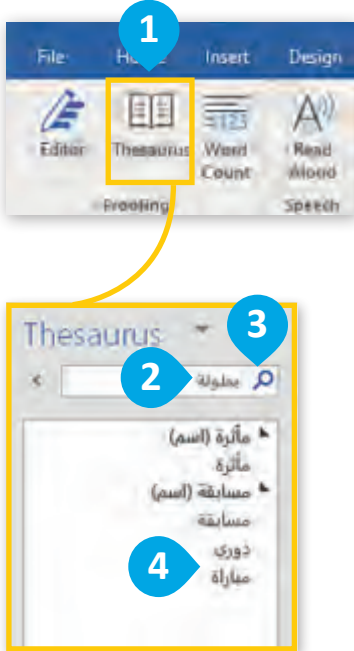 1
File Home Insert Design
Editor Thesaurus Word Count Read Aloud
Proofing Speech
Thesaurus
3
2
بطولة
مأثرة (اسم)
مأثرة
مسابقة (اسم)
مسابقة
دوري
مباراة
4